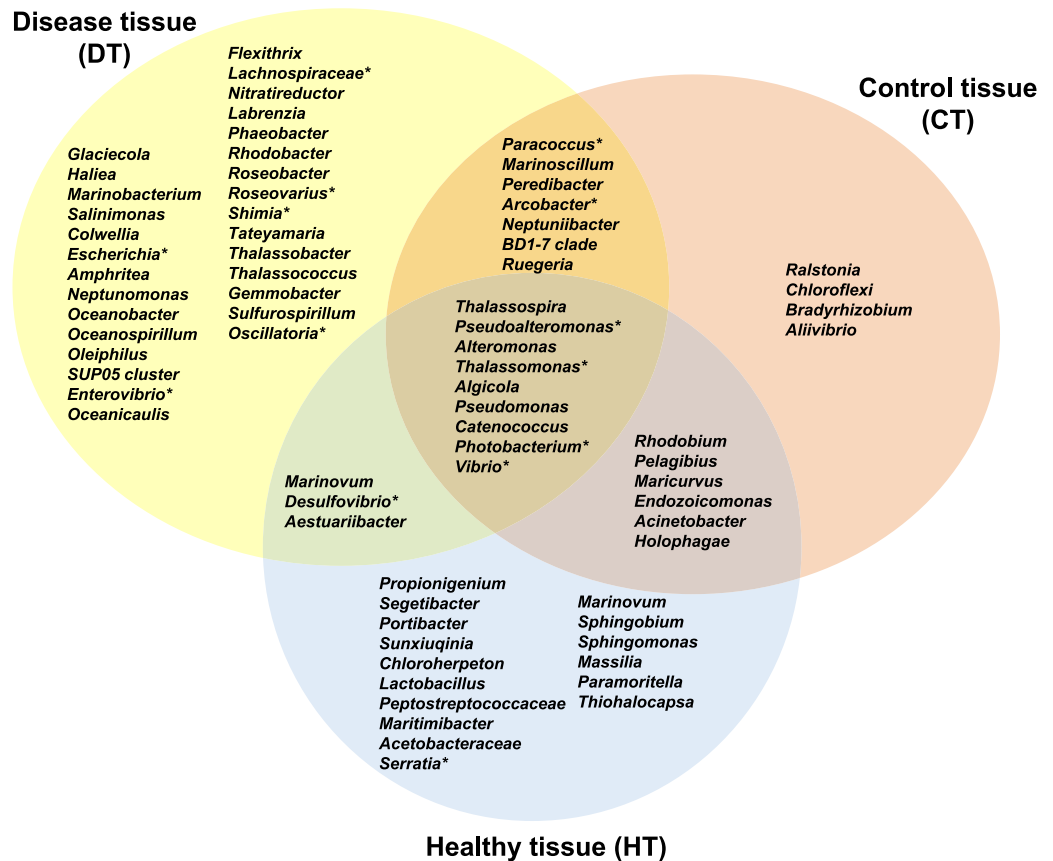 Disease tissue
(DT)
Control tissue
(CT)
Glaciecola
Haliea
Marinobacterium
Salinimonas
Colwellia
Escherichia*
Amphritea
Neptunomonas
Oceanobacter
Oceanospirillum
Oleiphilus
SUP05 cluster
Enterovibrio*
Oceanicaulis
Flexithrix
Lachnospiraceae*
Nitratireductor
Labrenzia
Phaeobacter
Rhodobacter
Roseobacter
Roseovarius*
Shimia*
Tateyamaria
Thalassobacter
Thalassococcus
Gemmobacter
Sulfurospirillum
Oscillatoria*
Paracoccus*
Marinoscillum
Peredibacter
Arcobacter*
Neptuniibacter
BD1-7 clade
Ruegeria
Ralstonia
Chloroflexi
Bradyrhizobium
Aliivibrio
Thalassospira
Pseudoalteromonas*
Alteromonas
Thalassomonas*
Algicola
Pseudomonas
Catenococcus
Photobacterium*
Vibrio*
Marinovum
Desulfovibrio*
Aestuariibacter
Rhodobium
Pelagibius
Maricurvus
Endozoicomonas
Acinetobacter
Holophagae
Propionigenium
Segetibacter
Portibacter
Sunxiuqinia
Chloroherpeton
Lactobacillus
Peptostreptococcaceae
Maritimibacter
Acetobacteraceae
Serratia*
Marinovum
Sphingobium
Sphingomonas
Massilia
Paramoritella
Thiohalocapsa
Healthy tissue (HT)